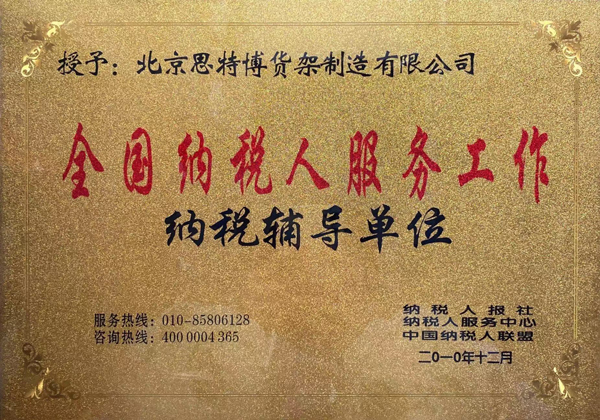 授予：北京思特博货架制造有限公司
全国纳税人服务工作
纳税辅导单位
服务热线：010-85806128
咨询热线：400 0004 365
纳税人报社
纳税人服务中心
中国纳税人联盟
二〇一〇年十二月